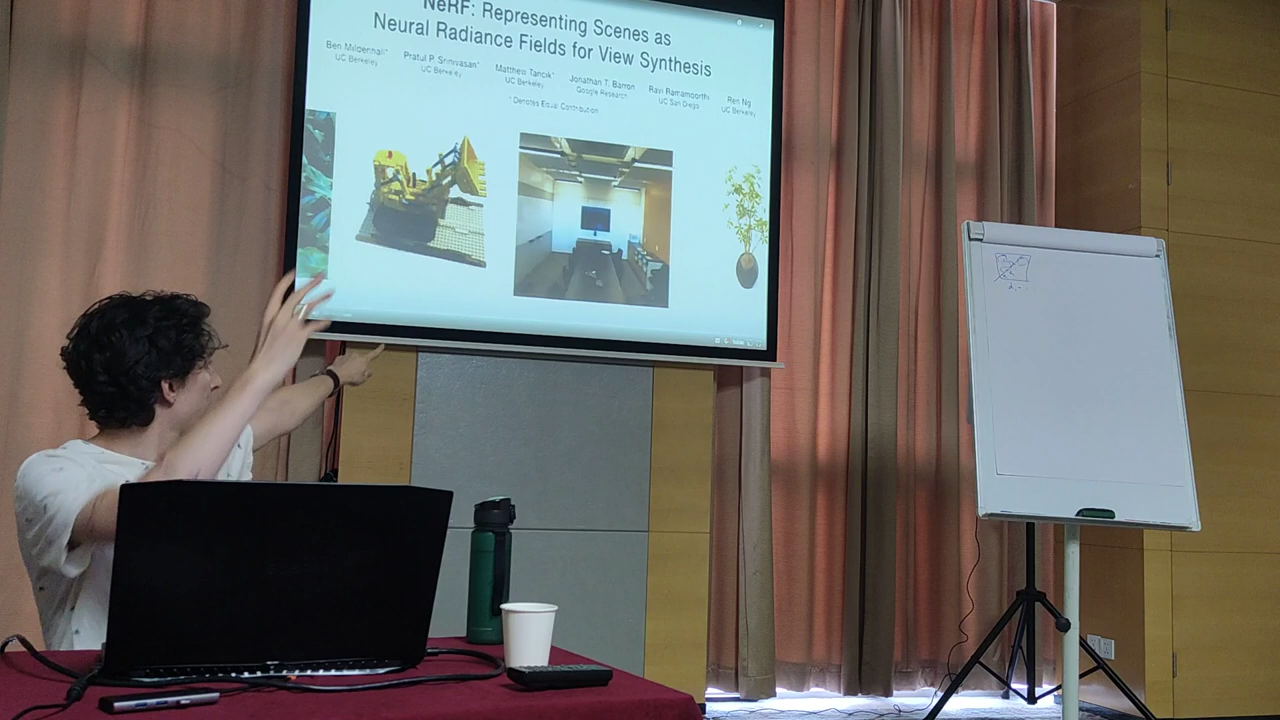 NeRF: Representing Scenes as
Neural Radiance Fields for View Synthesis
Ben Mildenhall* Pratul P. Srinivasan* Matthew Tancik* Jonathan T. Barron Ravi Ramamoorthi Ren Ng
UC Berkeley UC Berkeley UC Berkeley Google Research UC San Diego UC Berkeley
* Denotes Equal Contribution